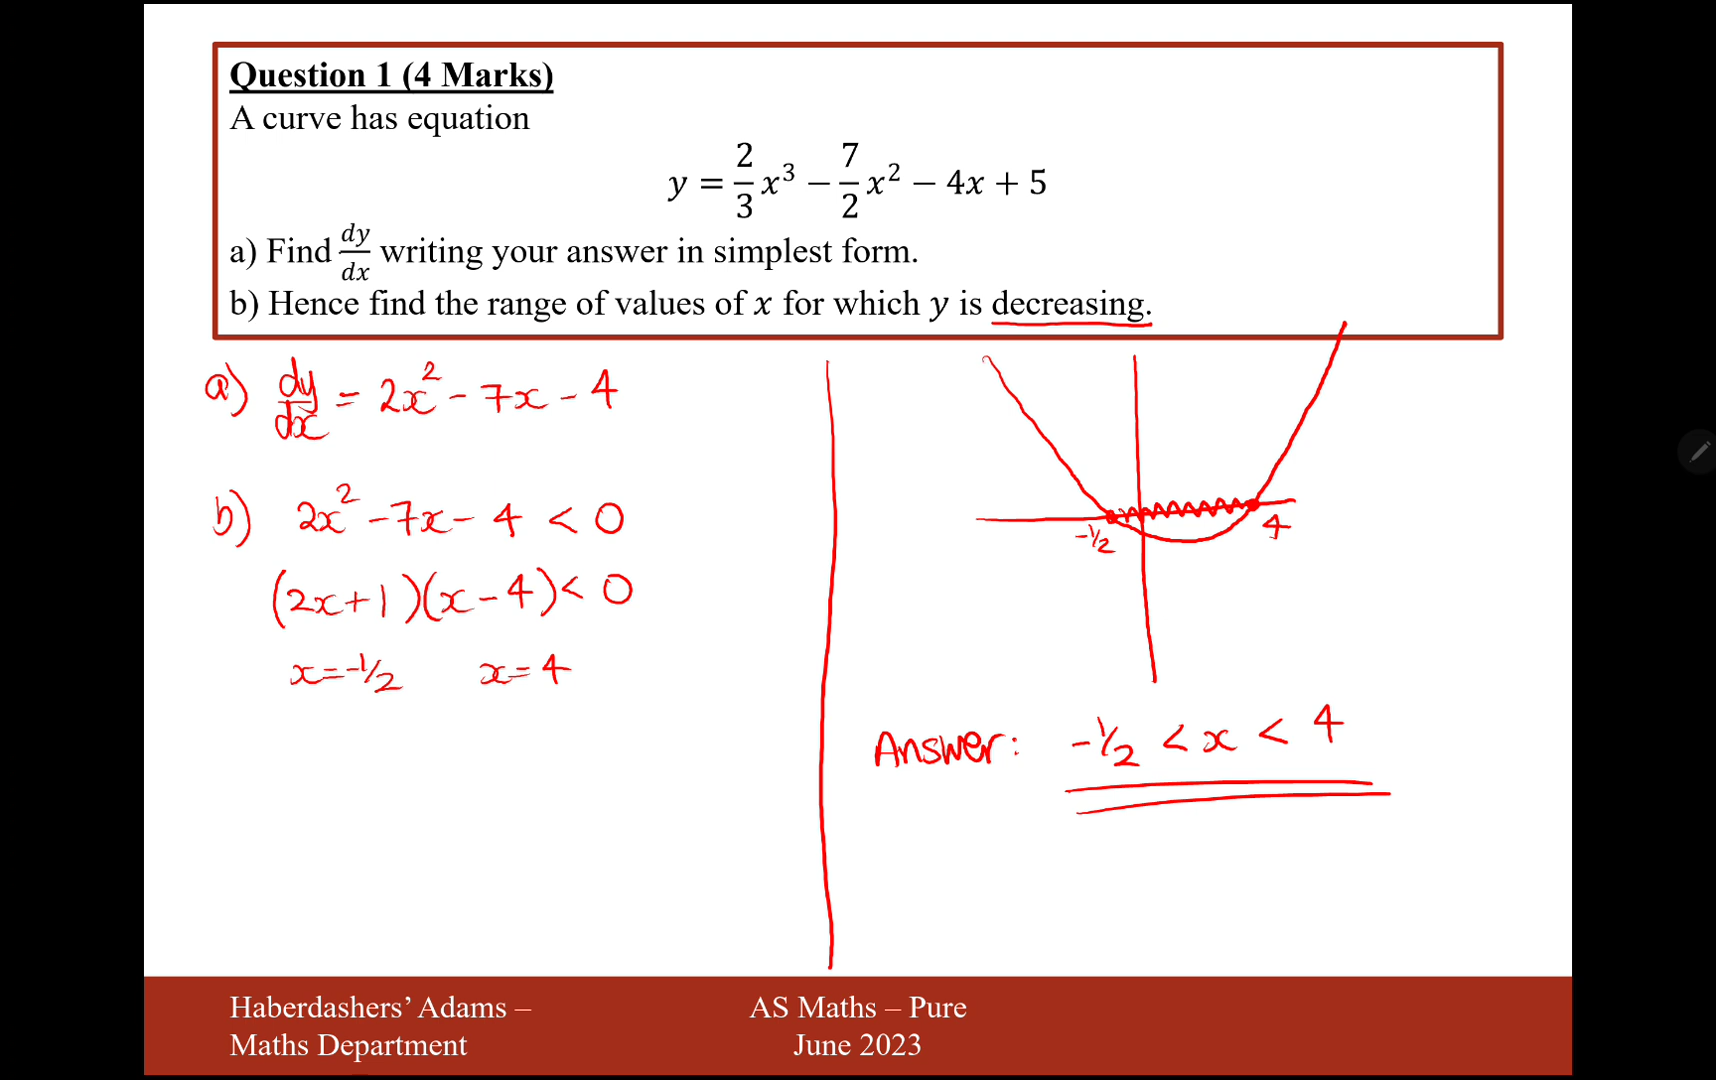 Question 1 (4 Marks)
A curve has equation
y = 2/3 x³ − 7/2 x² − 4x + 5
a) Find dy/dx writing your answer in simplest form.
b) Hence find the range of values of x for which y is decreasing.
a) dy/dx = 2x² - 7x - 4
b) 2x² - 7x - 4 < 0
(2x+1)(x-4) < 0
x = -1/2 x = 4
-1/2 4
Answer: -1/2 < x < 4
Haberdashers’ Adams –
Maths Department
AS Maths – Pure
June 2023